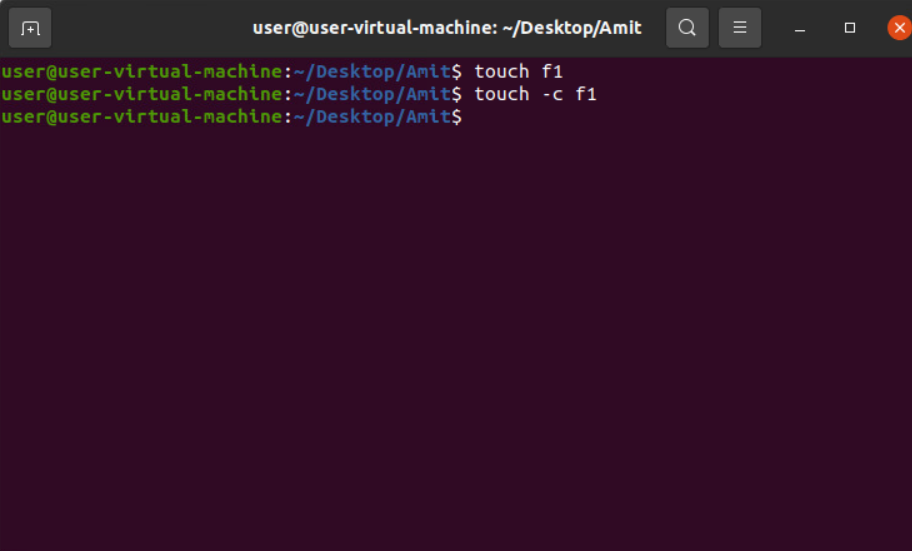 user@user-virtual-machine: ~/Desktop/Amit
user@user-virtual-machine:~/Desktop/Amit$ touch f1
user@user-virtual-machine:~/Desktop/Amit$ touch -c f1
user@user-virtual-machine:~/Desktop/Amit$